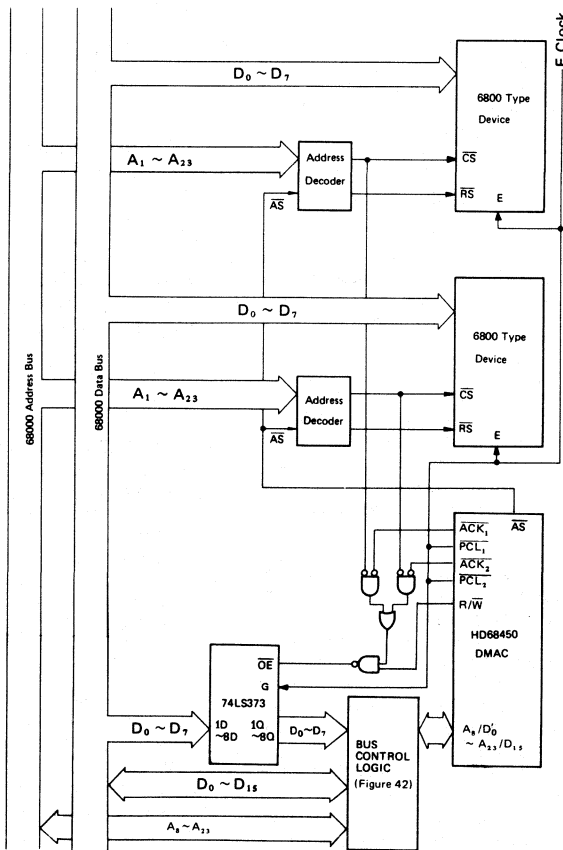 E Clock
D₀ ~ D₇
6800 Type
Device
A₁ ~ A₂₃
Address
Decoder
CS
RS
AS
E
D₀ ~ D₇
6800 Type
Device
68000 Address Bus
68000 Data Bus
A₁ ~ A₂₃
Address
Decoder
CS
RS
AS
E
ACK₁
AS
PCL₁
ACK₂
PCL₂
R/W
HD68450
DMAC
OE
G
74LS373
1D 1Q
~8D ~8Q
D₀ ~ D₇
D₀~D₇
BUS
CONTROL
LOGIC
(Figure 42)
A₈/D'₀
~ A₂₃/D₁₅
D₀ ~ D₁₅
A₈ ~ A₂₃